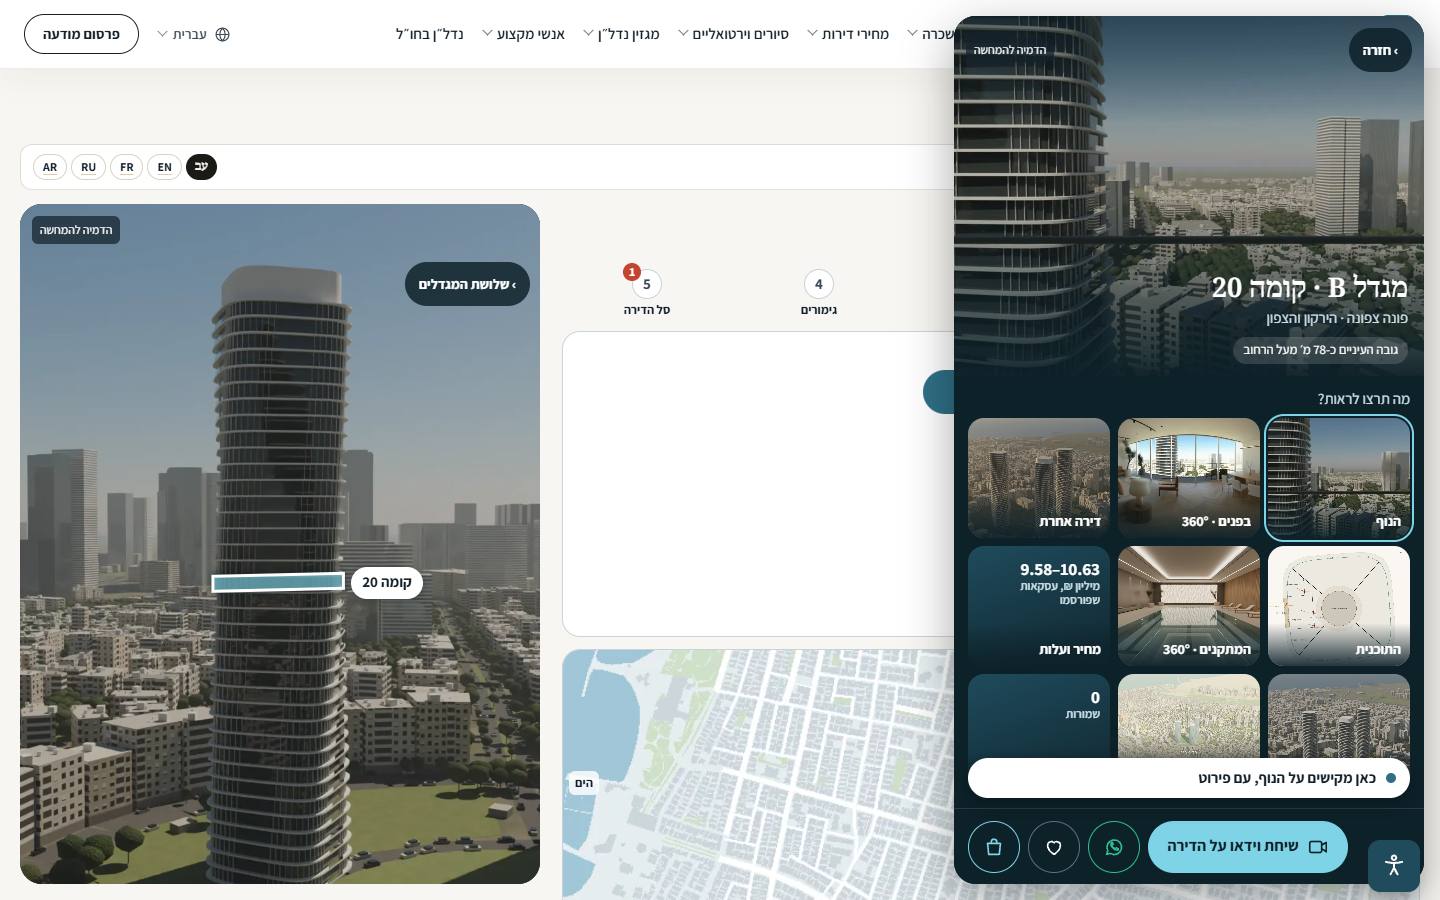 פרסום מודעה
עברית
נדל״ן בחו״ל
אנשי מקצוע
מגזין נדל״ן
סיורים וירטואליים
מחירי דירות
שכרה
עב
EN
FR
RU
AR
הדמיה להמחשה
‹ שלושת המגדלים
קומה 20
4
גימורים
5
1
סל הדירה
הים
‹ חזרה
הדמיה להמחשה
מגדל B · קומה 20
פונה צפונה · הירקון והצפון
גובה העיניים כ-78 מ׳ מעל הרחוב
מה תרצו לראות?
הנוף
בפנים · 360°
דירה אחרת
התוכנית
המתקנים · 360°
9.58–10.63
מיליון ₪, עסקאות
שפורסמו
מחיר ועלות
0
שמורות
כאן מקישים על הנוף, עם פירוט
שיחת וידאו על הדירה